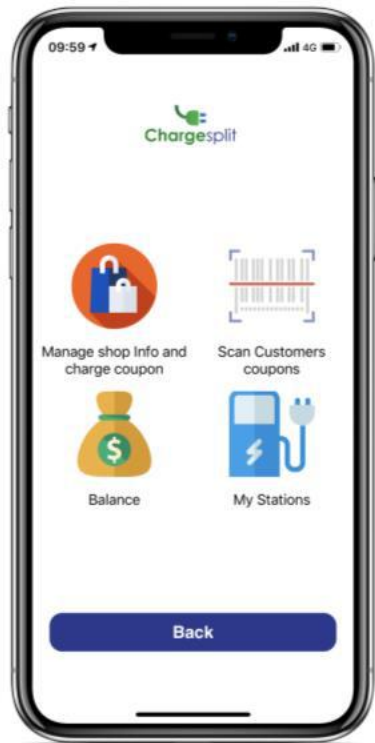 09:59
4G
Chargesplit
Manage shop Info and
charge coupon
Scan Customers
coupons
$
Balance
My Stations
Back